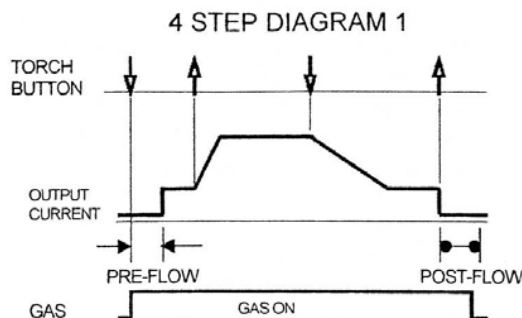 4 STEP DIAGRAM 1
TORCH
BUTTON
OUTPUT
CURRENT
PRE-FLOW
POST-FLOW
GAS
GAS ON